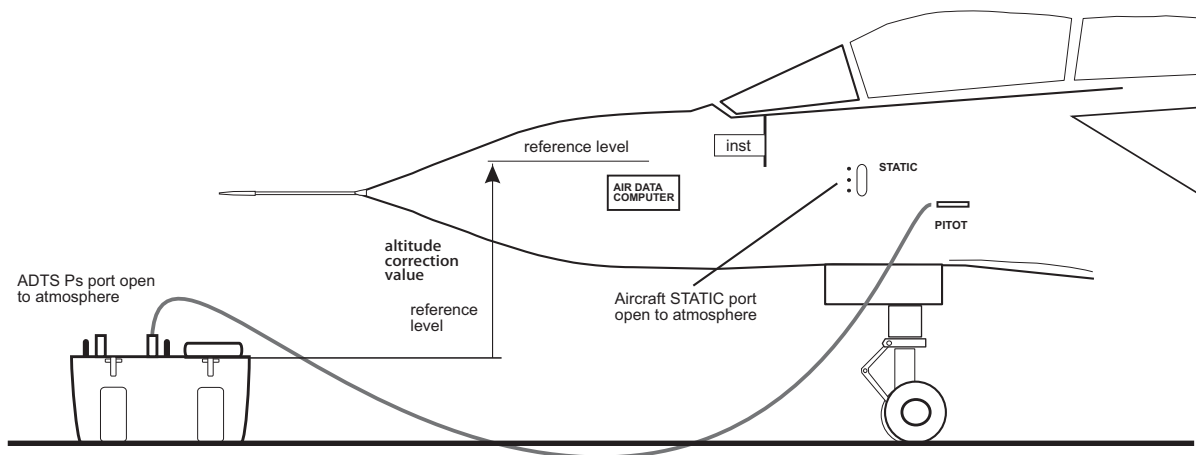 reference level
inst
STATIC
AIR DATA
COMPUTER
PITOT
altitude
correction
value
ADTS Ps port open
to atmosphere
reference
level
Aircraft STATIC port
open to atmosphere